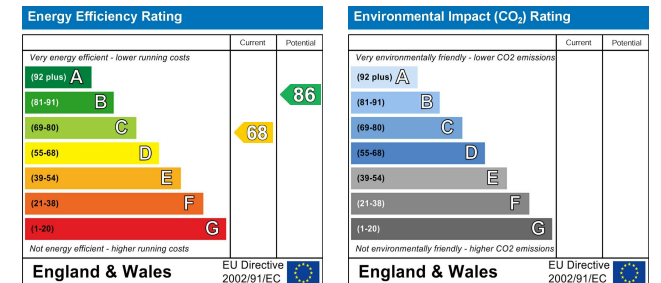 Energy Efficiency Rating
Current Potential
Very energy efficient - lower running costs
(92 plus) A
(81-91) B
(69-80) C
(55-68) D
(39-54) E
(21-38) F
(1-20) G
68
86
Not energy efficient - higher running costs
England & Wales
EU Directive
2002/91/EC
Environmental Impact (CO₂) Rating
Current Potential
Very environmentally friendly - lower CO2 emissions
(92 plus) A
(81-91) B
(69-80) C
(55-68) D
(39-54) E
(21-38) F
(1-20) G
Not environmentally friendly - higher CO2 emissions
England & Wales
EU Directive
2002/91/EC